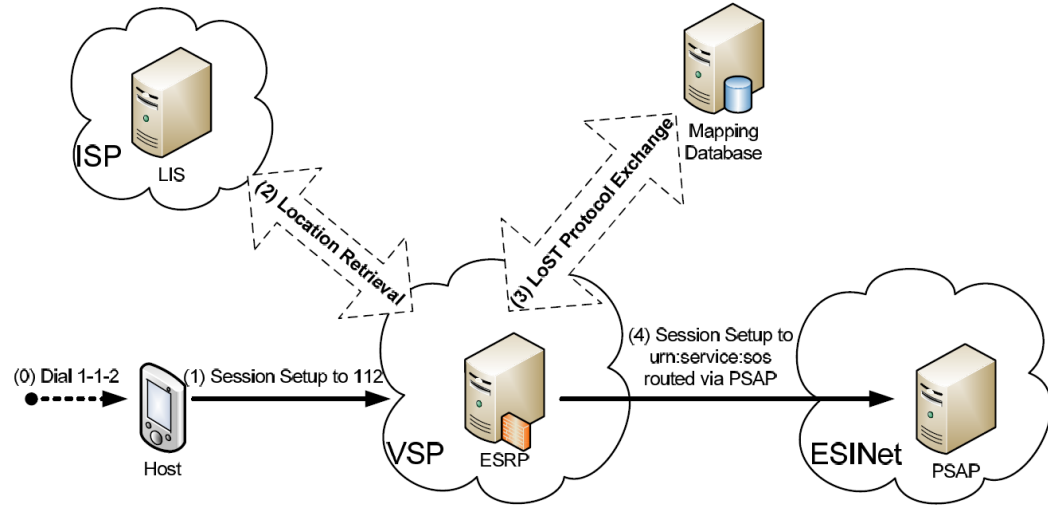 ISP
LIS
Mapping
Database
(2) Location Retrieval
(3) LoST Protocol Exchange
(0) Dial 1-1-2
(1) Session Setup to 112
(4) Session Setup to
urn:service:sos
routed via PSAP
Host
VSP
ESRP
ESINet
PSAP